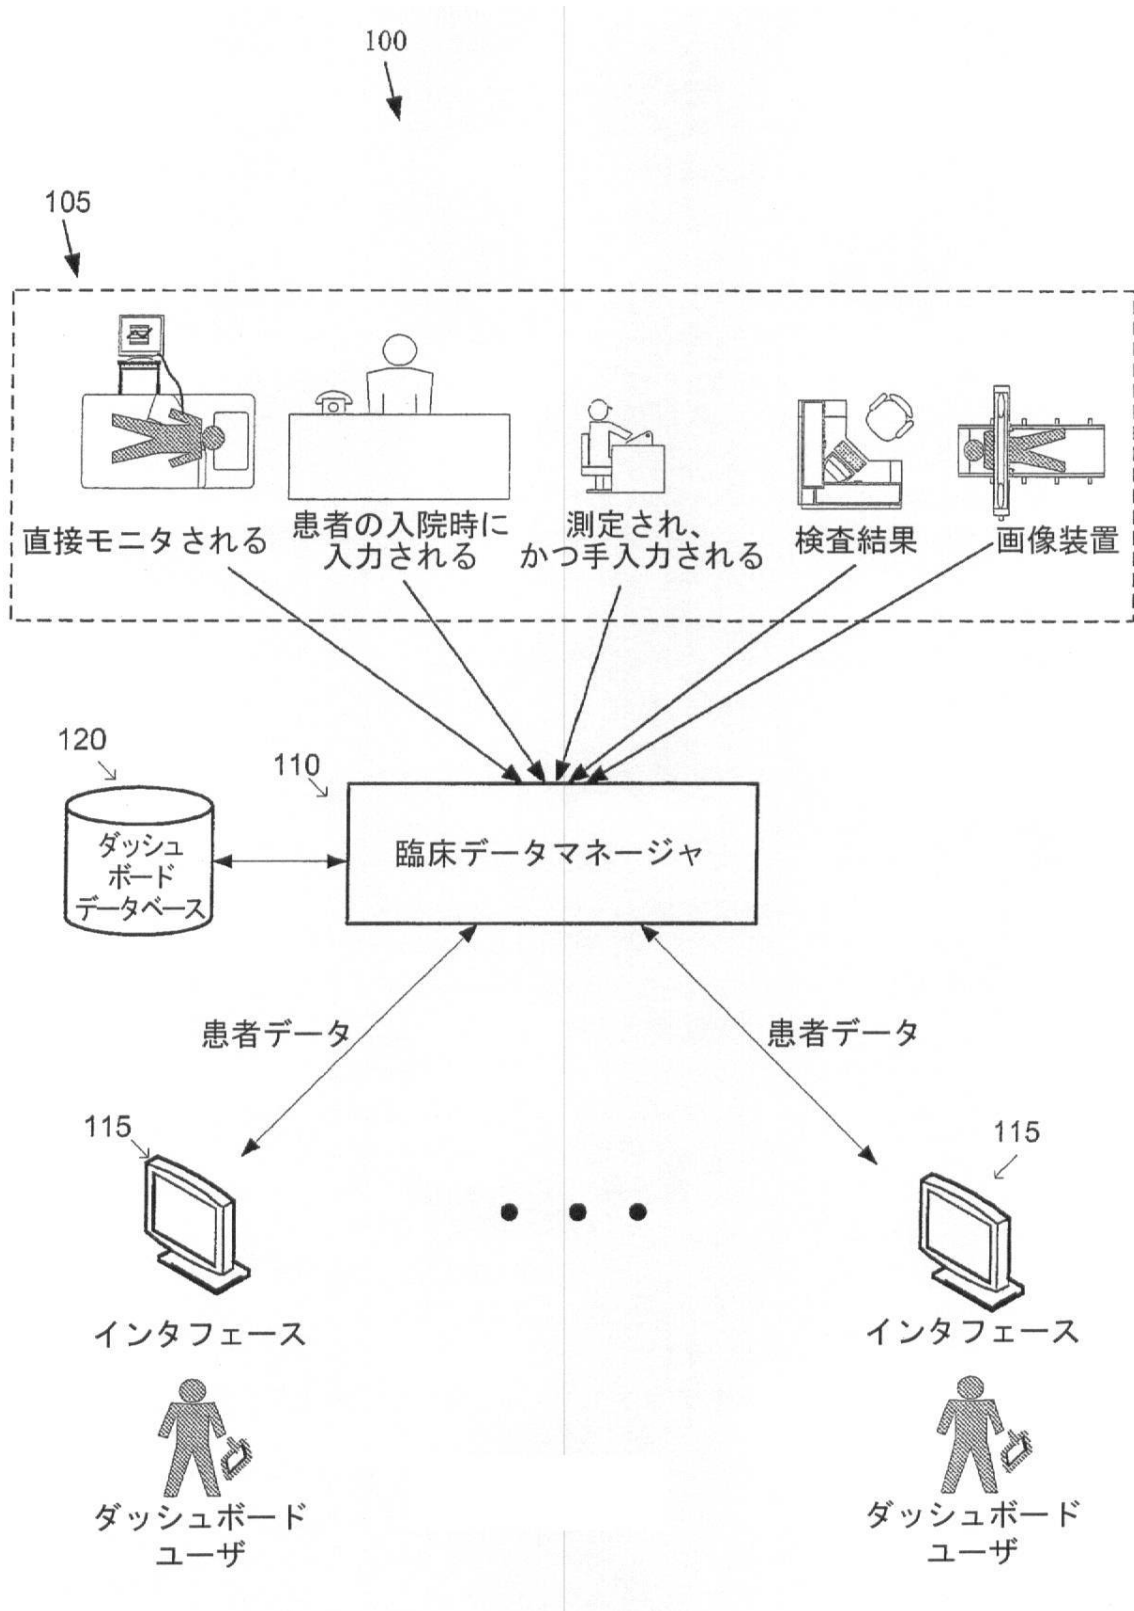 100
105
直接モニタされる
患者の入院時に
入力される
測定され、
かつ手入力される
検査結果
画像装置
120
110
ダッシュ
ボード
データベース
臨床データマネージャ
患者データ
患者データ
115
115
インタフェース
インタフェース
ダッシュボード
ユーザ
ダッシュボード
ユーザ